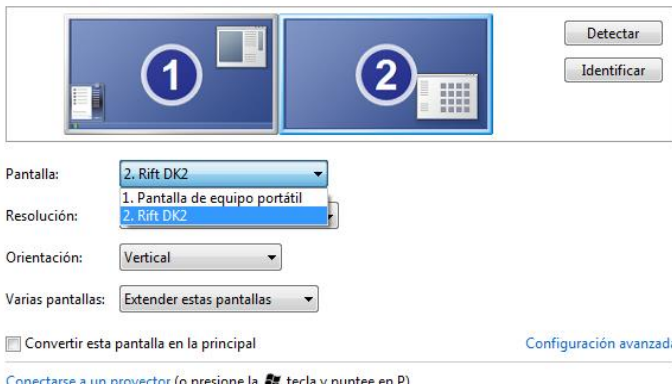 1
2
Detectar
Identificar
Pantalla:
2. Rift DK2
1. Pantalla de equipo portátil
2. Rift DK2
Resolución:
Orientación:
Vertical
Varias pantallas:
Extender estas pantallas
Convertir esta pantalla en la principal
Configuración avanzada
Conectarse a un proyector (o presione la tecla y puntee en P)